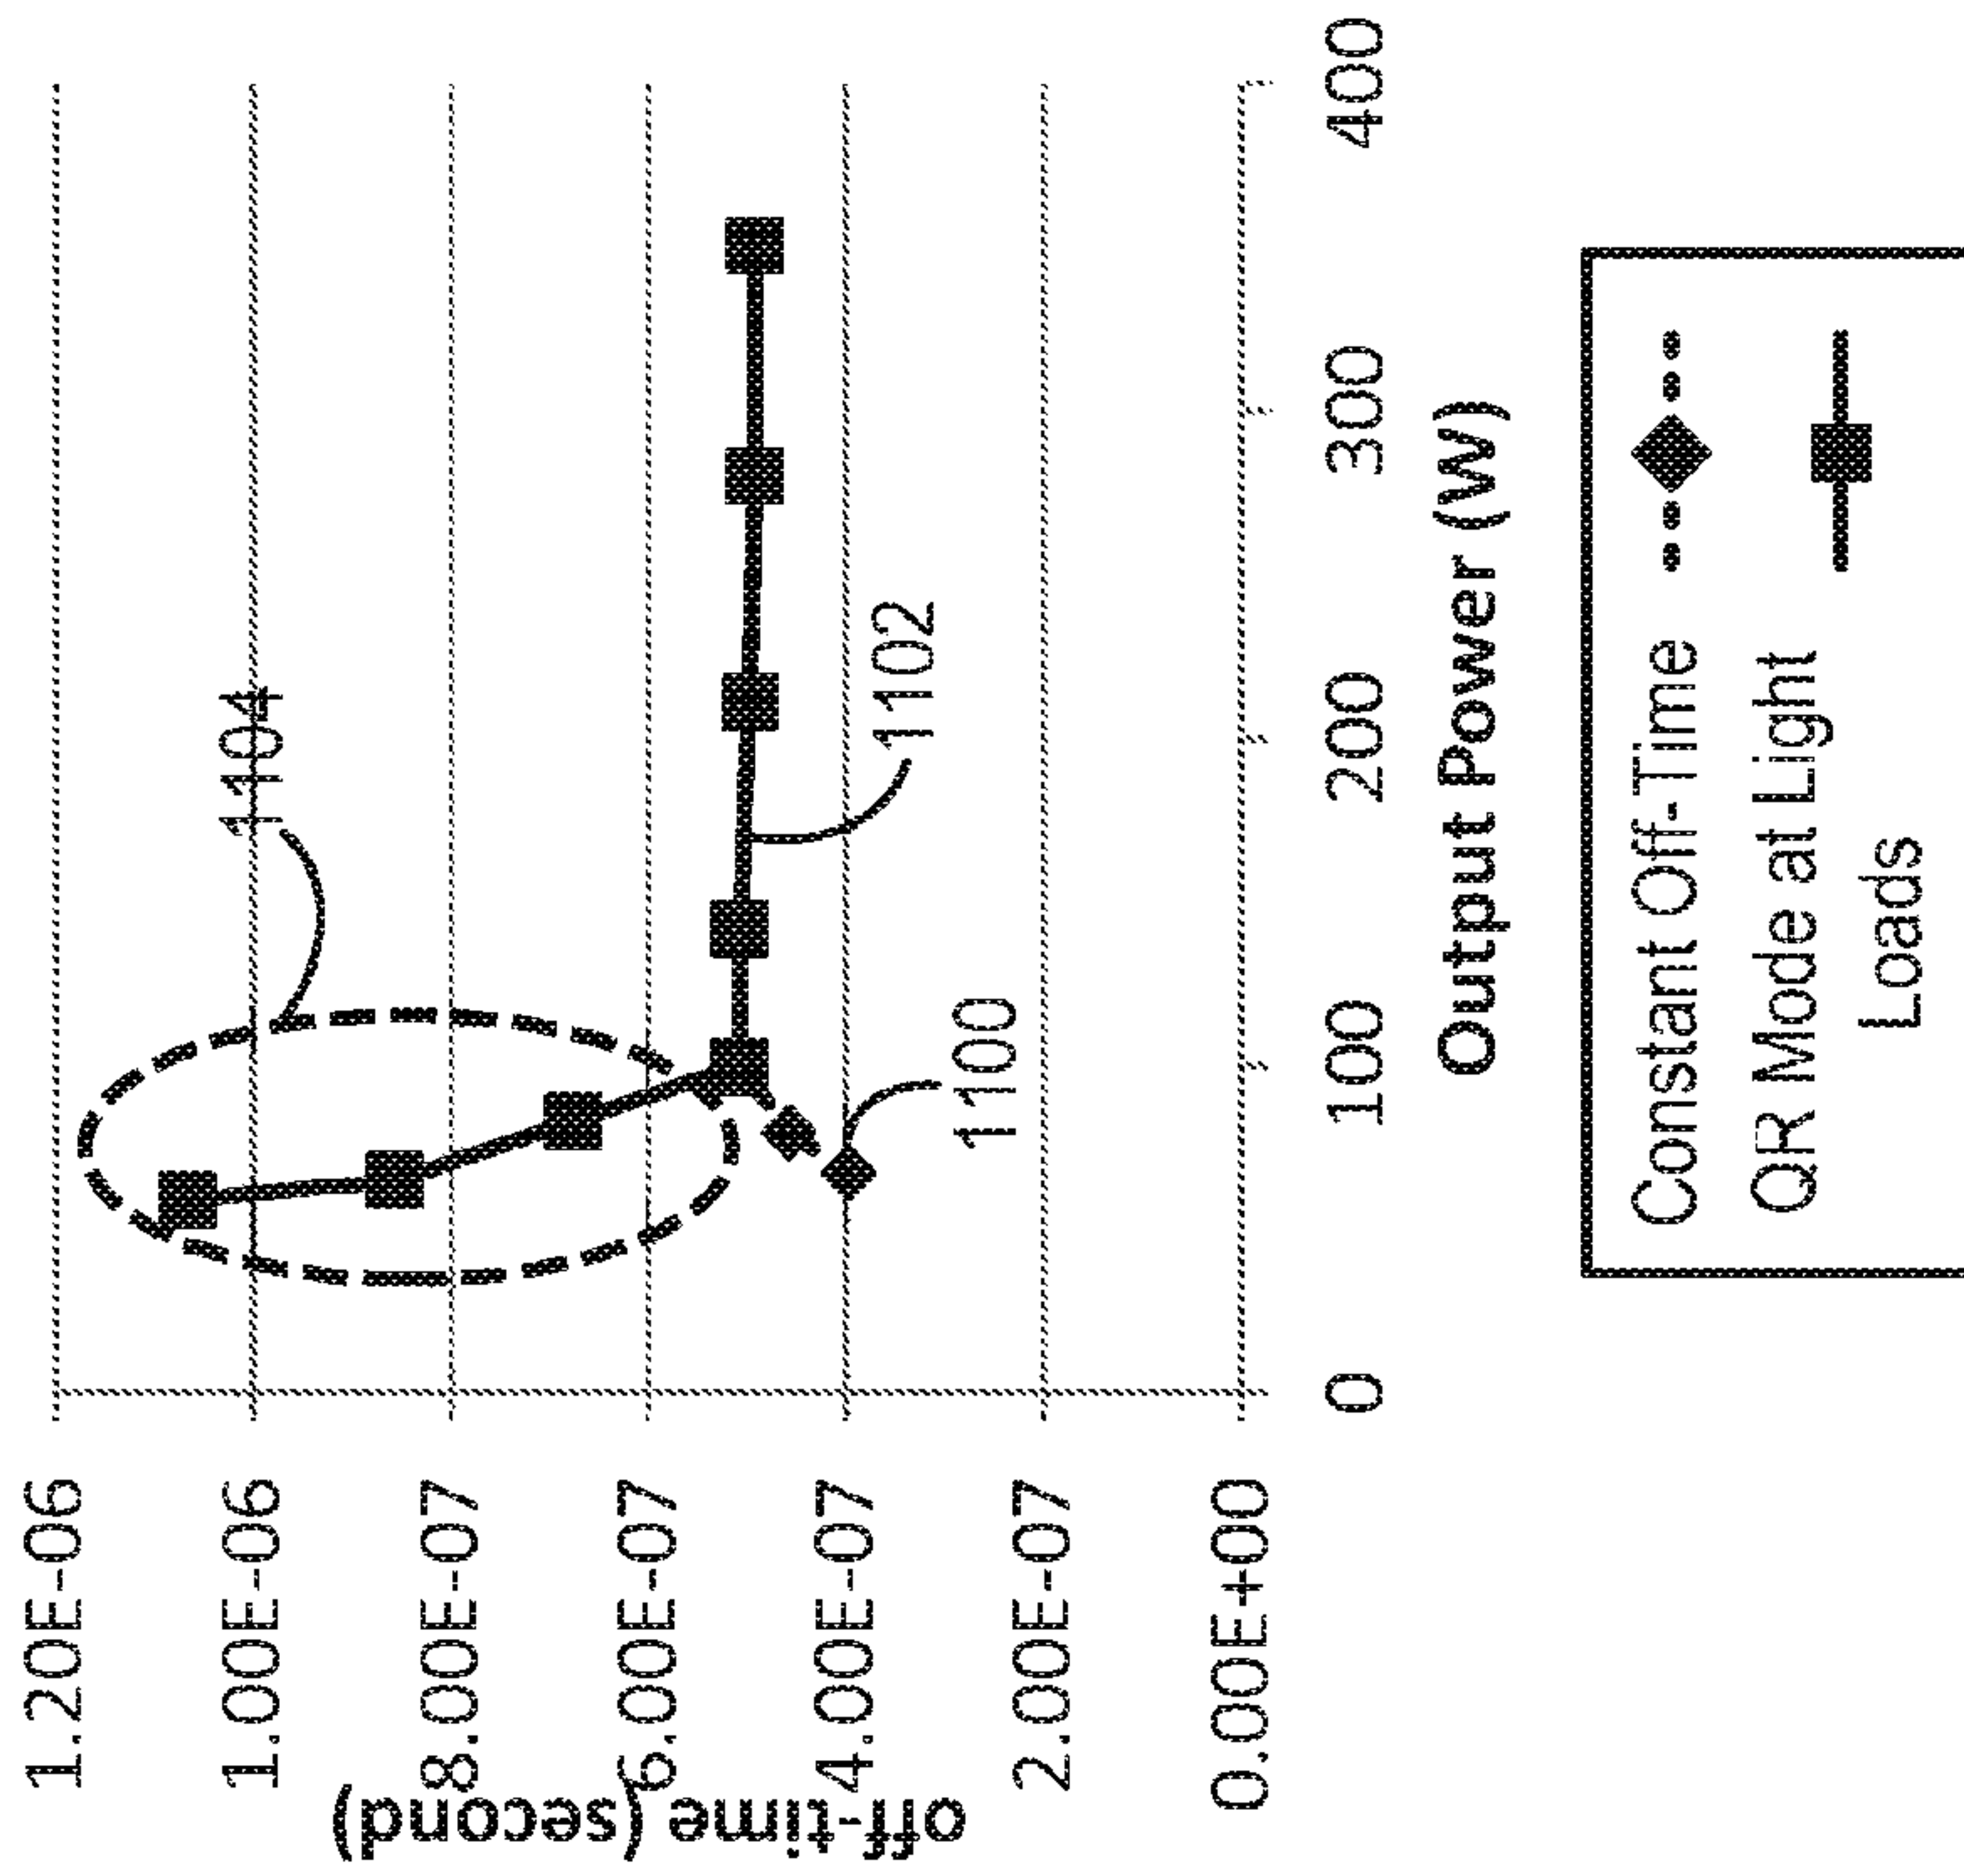 1.20E-06
1.00E-06
8.00E-07
6.00E-07
4.00E-07
2.00E-07
0.00E+00
off-time (second)
1104
1102
1100
0
100
200
300
400
Output Power (W)
Constant Off-Time
QR Mode at Light
Loads